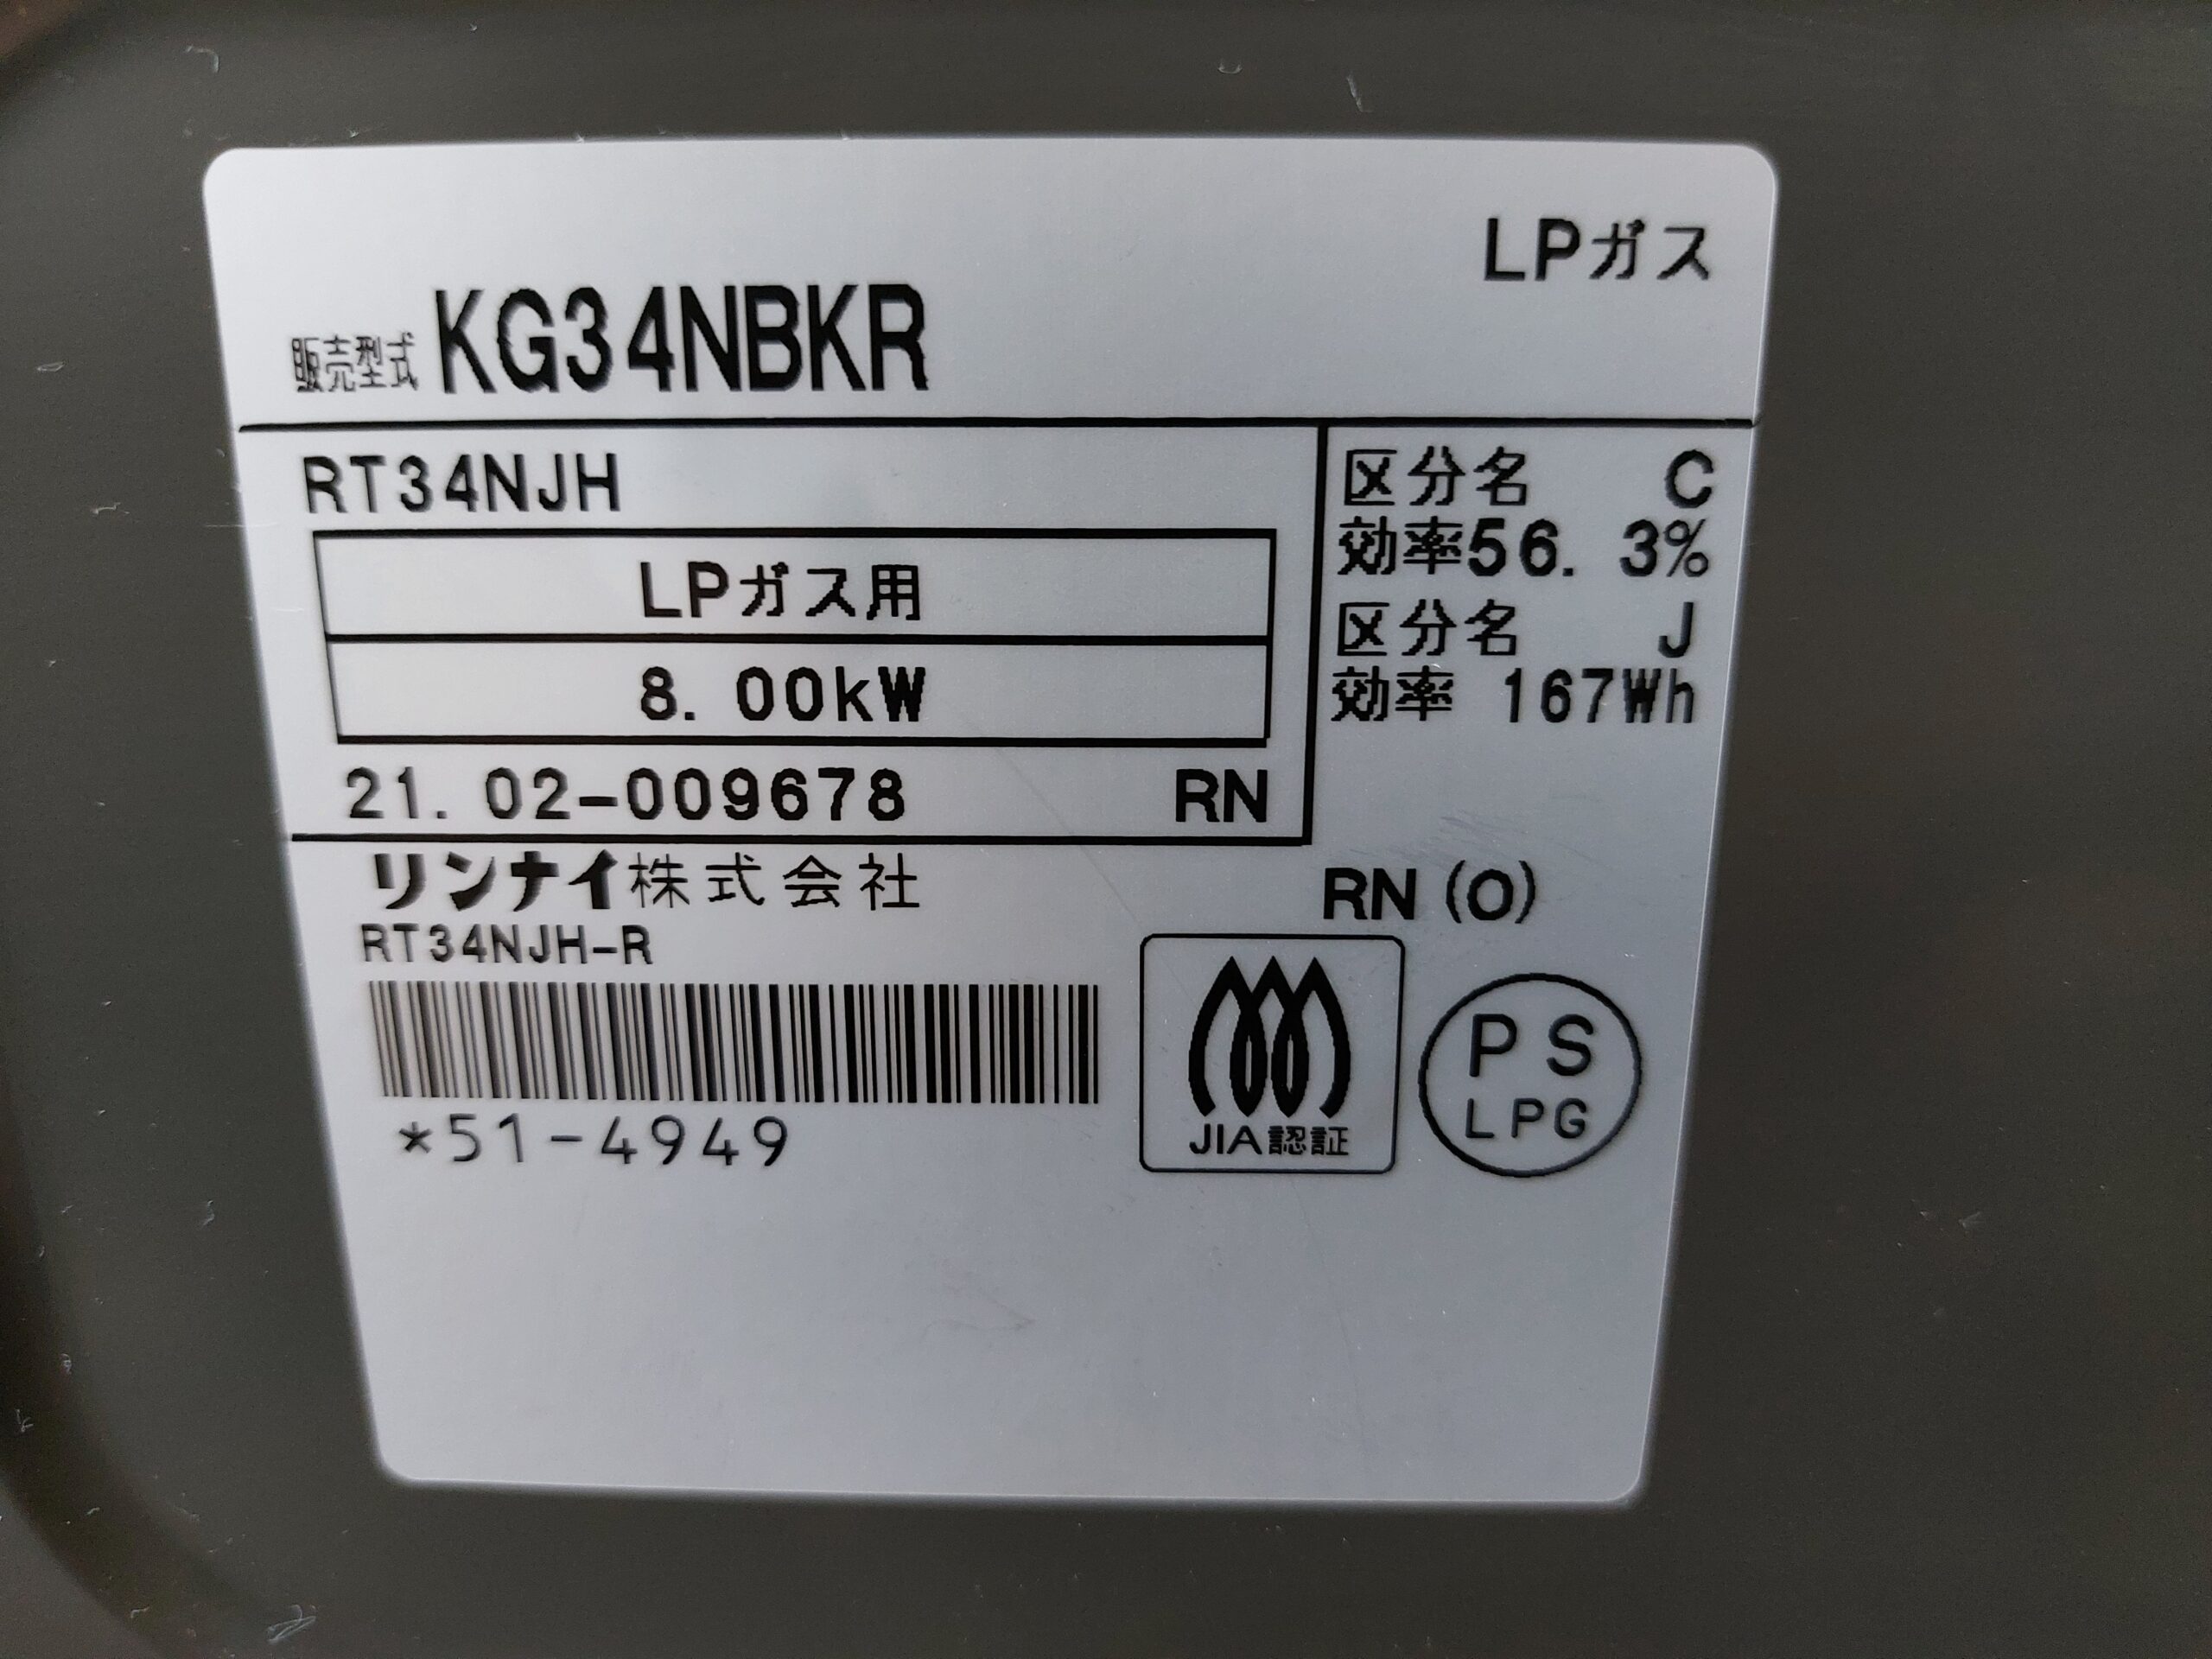 LPガス
販売型式 KG34NBKR
RT34NJH
LPガス用
8.00kW
21.02-009678 RN
区分名 C
効率56.3%
区分名 J
効率 167Wh
リンナイ株式会社
RN(O)
RT34NJH-R
*51-4949
JIA認証
PS
LPG